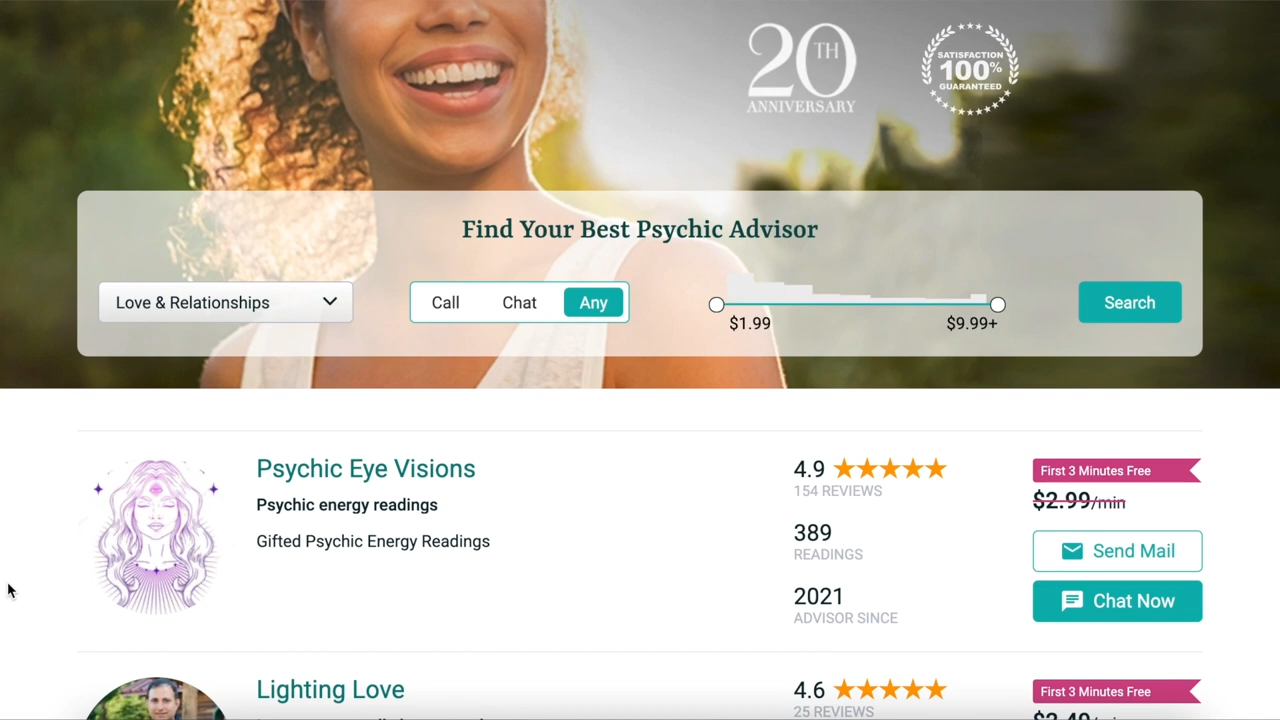 20TH
ANNIVERSARY
SATISFACTION
100%
GUARANTEED
Find Your Best Psychic Advisor
Love & Relationships
Call Chat Any
$1.99 $9.99+
Search
Psychic Eye Visions
Psychic energy readings
Gifted Psychic Energy Readings
4.9
154 REVIEWS
389
READINGS
2021
ADVISOR SINCE
First 3 Minutes Free
$2.99/min
Send Mail
Chat Now
Lighting Love
4.6
25 REVIEWS
First 3 Minutes Free